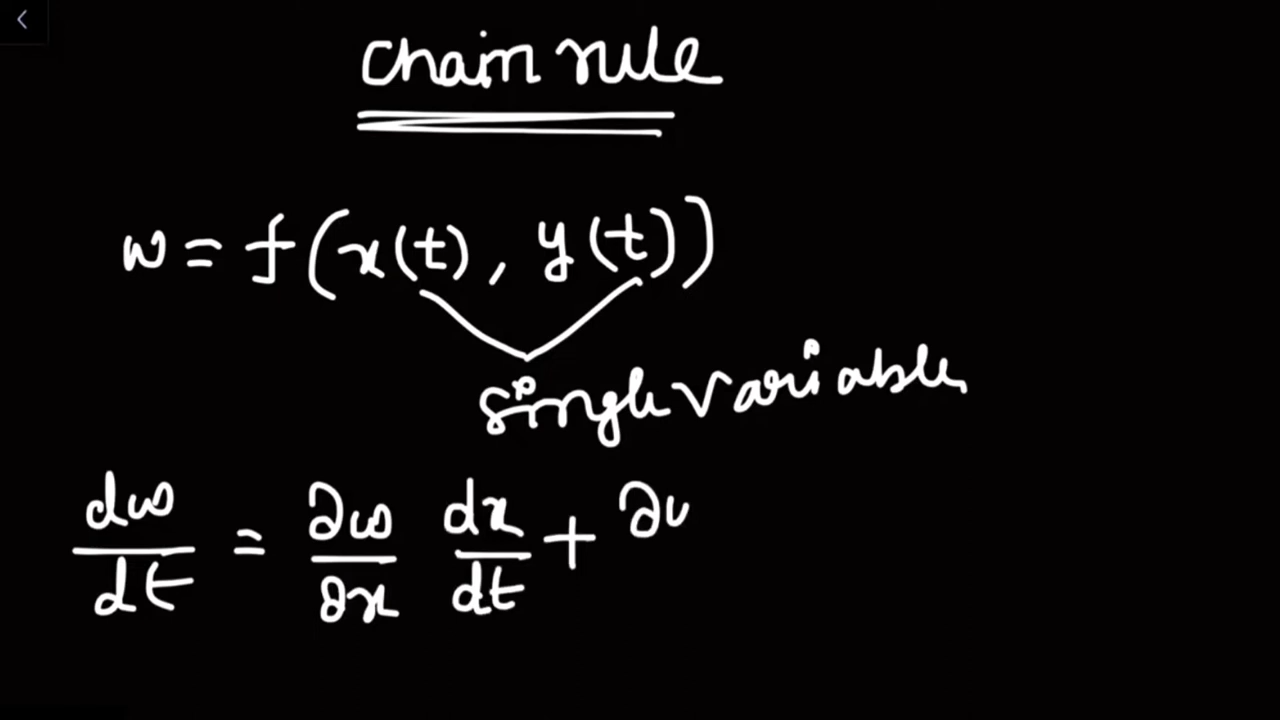 Chain rule
w = f(x(t), y(t))
single variable
dw/dt = ∂w/∂x dx/dt + ∂